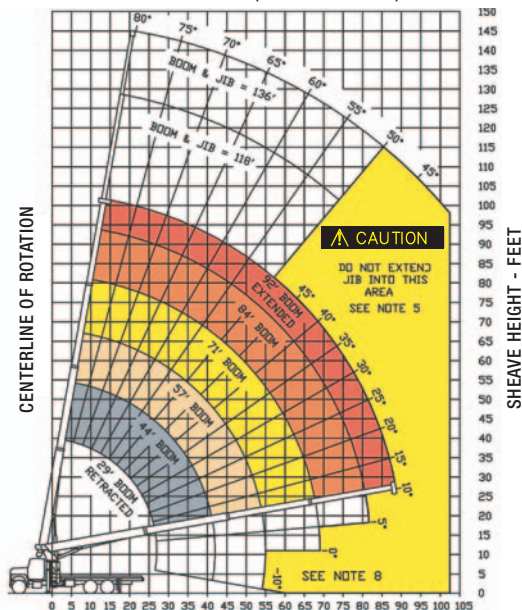 150
145
140
135
130
125
120
115
110
105
100
95
90
85
80
75
70
65
60
55
50
45
40
35
30
25
20
15
10
5
0
80°
75°
70°
65°
60°
55°
50°
45°
BOOM & JIB = 136'
BOOM & JIB = 118'
⚠ CAUTION
DO NOT EXTEND
JIB INTO THIS
AREA
SEE NOTE 5
92' BOOM
EXTENDED
84' BOOM
71' BOOM
57' BOOM
44' BOOM
29' BOOM
RETRACTED
45°
40°
35°
30°
25°
20°
15°
10°
5°
0°
-10°
SEE NOTE 8
CENTERLINE OF ROTATION
SHEAVE HEIGHT - FEET
0 5 10 15 20 25 30 35 40 45 50 55 60 65 70 75 80 85 90 95 100 105